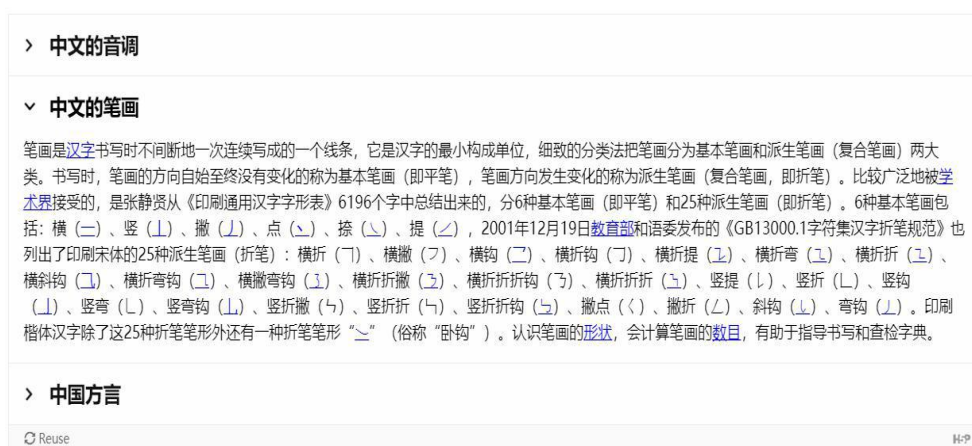 中文的音调
中文的笔画
笔画是汉字书写时不间断地一次连续写成的一个线条，它是汉字的最小构成单位，细致的分类法把笔画分为基本笔画和派生笔画（复合笔画）两大
类。书写时，笔画的方向自始至终没有变化的称为基本笔画（即平笔），笔画方向发生变化的称为派生笔画（复合笔画，即折笔）。比较广泛地被学
术界接受的，是张静贤从《印刷通用汉字字形表》6196个字中总结出来的，分6种基本笔画（即平笔）和25种派生笔画（即折笔）。6种基本笔画包
括：横（㇐）、竖（丨）、撇（丿）、点（丶）、捺（㇏）、提（㇀），2001年12月19日教育部和语委发布的《GB13000.1字符集汉字折笔规范》也
列出了印刷宋体的25种派生笔画（折笔）：横折（㇕）、横撇（㇇）、横钩（㇖）、横折钩（㇆）、横折提（㇊）、横折弯（㇍）、横折折（㇅）、
横斜钩（⺄）、横折弯钩（㇈）、横撇弯钩（㇌）、横折折撇（㇋）、横折折折钩（㇡）、横折折折（㇎）、竖提（㇙）、竖折（㇗）、竖钩
（亅）、竖弯（㇄）、竖弯钩（㇟）、竖折撇（ㄣ）、竖折折（㇞）、竖折折钩（㇉）、撇点（㇛）、撇折（㇜）、斜钩（㇂）、弯钩（㇁）。印刷
楷体汉字除了这25种折笔笔形外还有一种折笔笔形“㇃”（俗称“卧钩”）。认识笔画的形状，会计算笔画的数目，有助于指导书写和查检字典。
中国方言
Reuse
H-P